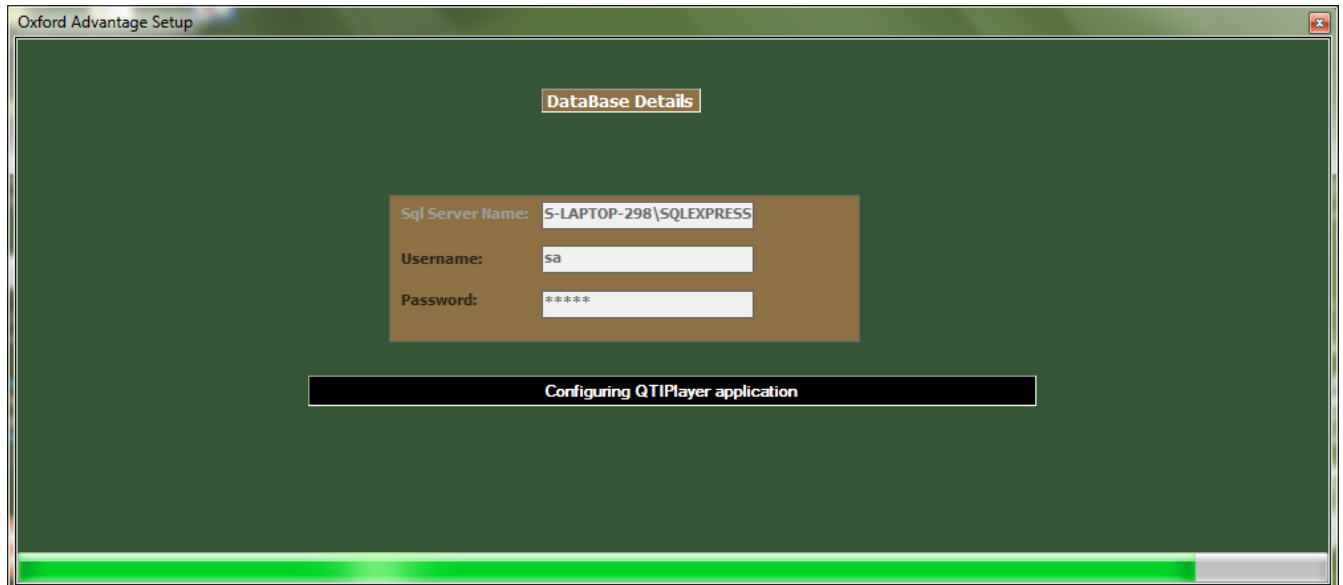 Oxford Advantage Setup
DataBase Details
Sql Server Name: S-LAPTOP-298\SQLEXPRESS
Username: sa
Password: *****
Configuring QTIPlayer application